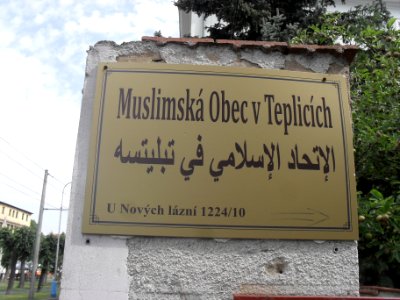 Muslimská Obec v Teplicích
الإتحاد الإسلامي في تبليتسه
U Nových lázní 1224/10